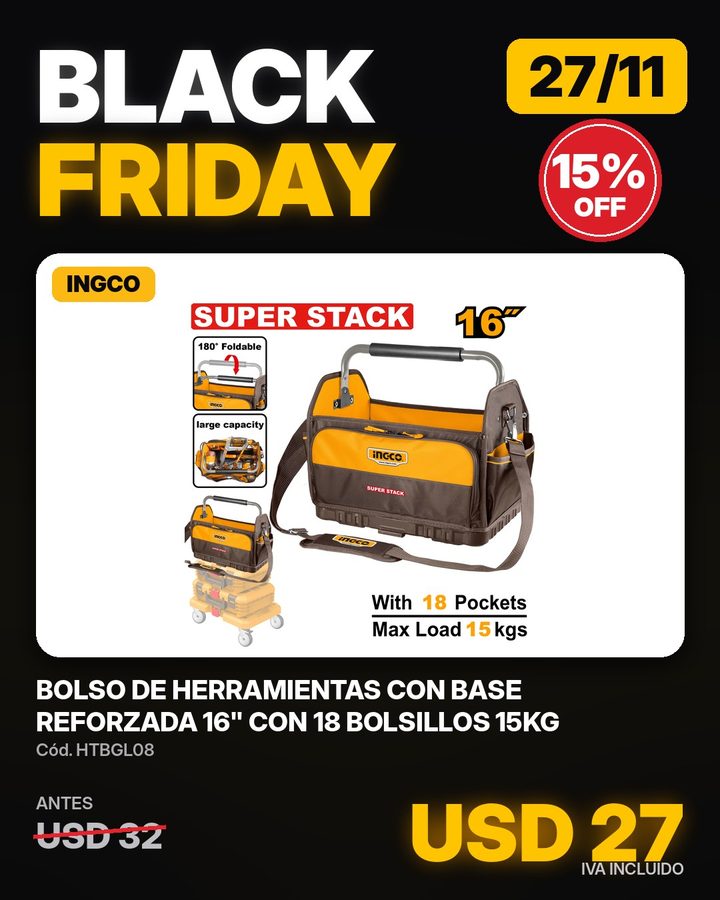 BLACK
FRIDAY
27/11
15%
OFF
INGCO
SUPER STACK
16"
180° Foldable
INGCO
large capacity
INGCO
INGCO
SUPER STACK
INGCO
With 18 Pockets
Max Load 15 kgs
BOLSO DE HERRAMIENTAS CON BASE
REFORZADA 16" CON 18 BOLSILLOS 15KG
Cód. HTBGL08
ANTES
USD 32
USD 27
IVA INCLUIDO